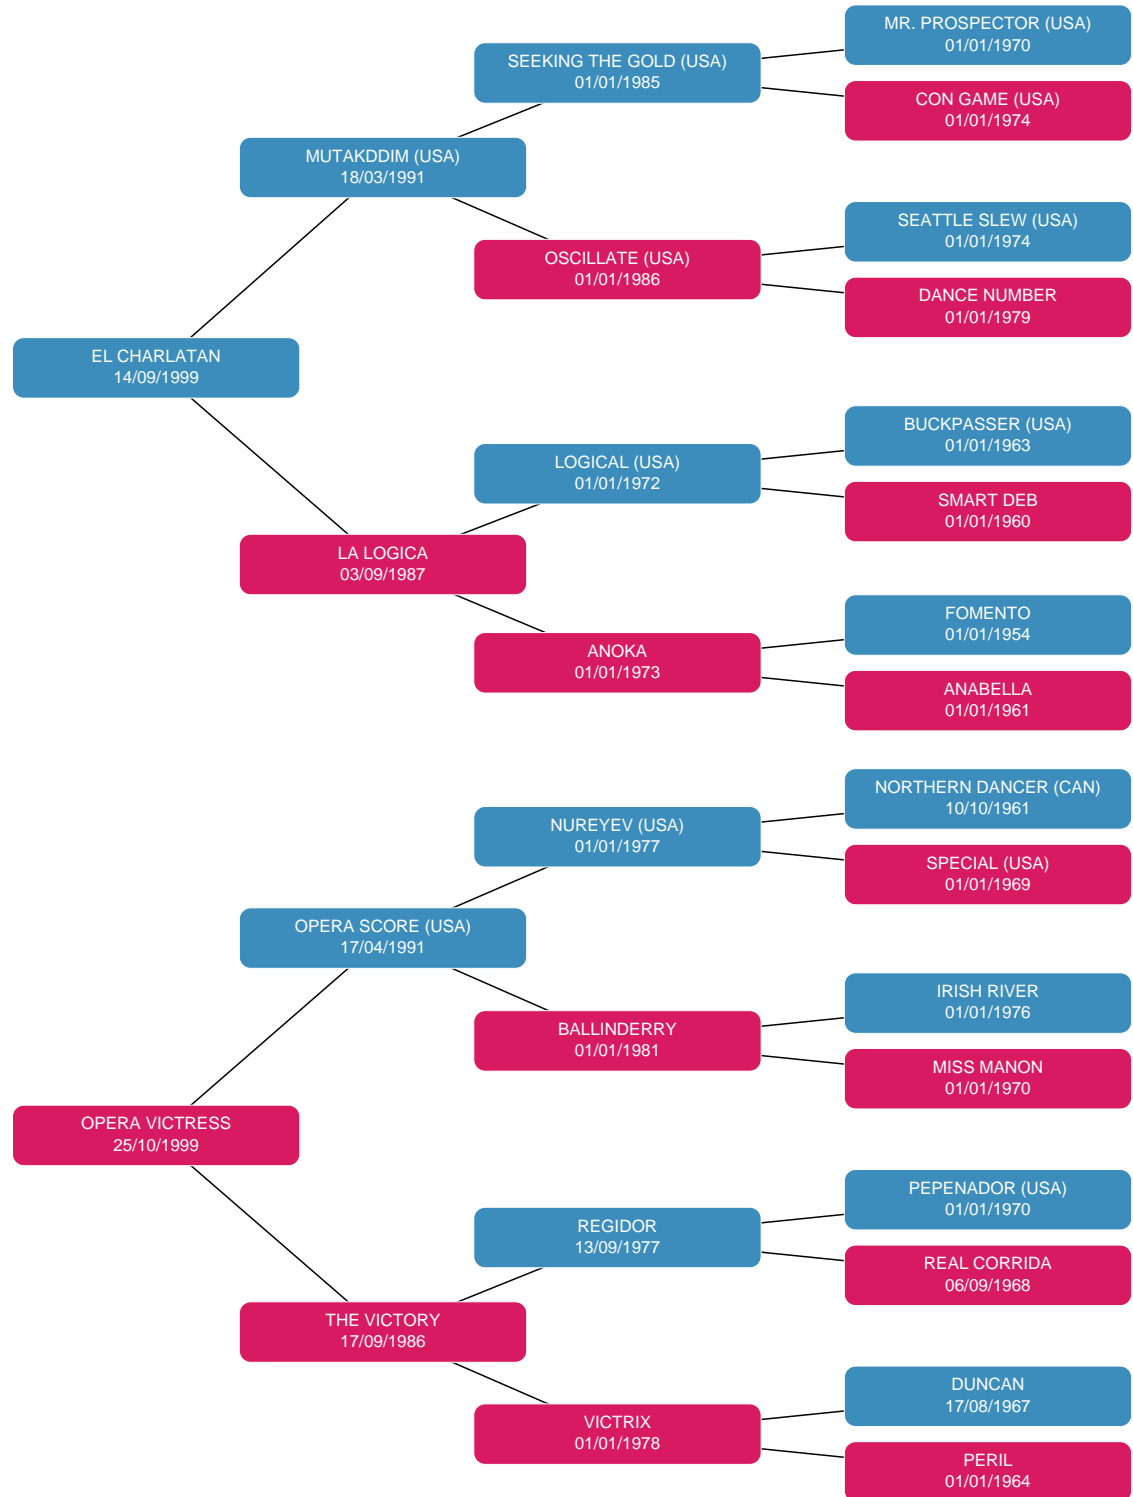 MR. PROSPECTOR (USA)
01/01/1970
SEEKING THE GOLD (USA)
01/01/1985
CON GAME (USA)
01/01/1974
MUTAKDDIM (USA)
18/03/1991
SEATTLE SLEW (USA)
01/01/1974
OSCILLATE (USA)
01/01/1986
DANCE NUMBER
01/01/1979
EL CHARLATAN
14/09/1999
BUCKPASSER (USA)
01/01/1963
LOGICAL (USA)
01/01/1972
SMART DEB
01/01/1960
LA LOGICA
03/09/1987
FOMENTO
01/01/1954
ANOKA
01/01/1973
ANABELLA
01/01/1961
NORTHERN DANCER (CAN)
10/10/1961
NUREYEV (USA)
01/01/1977
SPECIAL (USA)
01/01/1969
OPERA SCORE (USA)
17/04/1991
IRISH RIVER
01/01/1976
BALLINDERRY
01/01/1981
MISS MANON
01/01/1970
OPERA VICTRESS
25/10/1999
PEPENADOR (USA)
01/01/1970
REGIDOR
13/09/1977
REAL CORRIDA
06/09/1968
THE VICTORY
17/09/1986
DUNCAN
17/08/1967
VICTRIX
01/01/1978
PERIL
01/01/1964